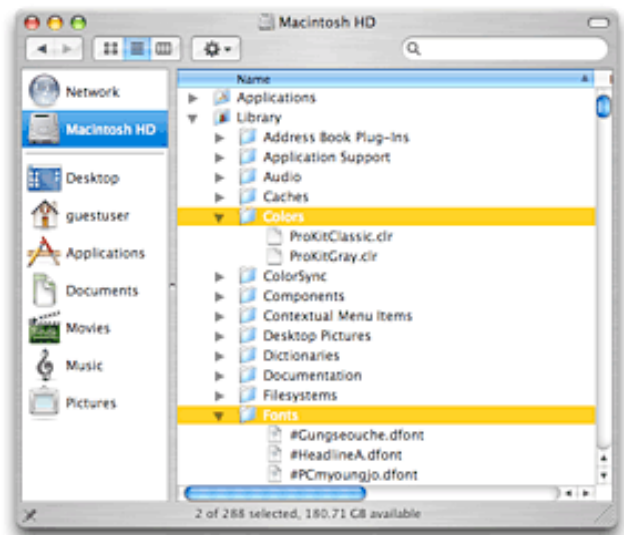 Macintosh HD
Name
Network
Macintosh HD
Desktop
guestuser
Applications
Documents
Movies
Music
Pictures
Applications
Library
Address Book Plug-Ins
Application Support
Audio
Caches
Colors
ProKitClassic.clr
ProKitGray.clr
ColorSync
Components
Contextual Menu Items
Desktop Pictures
Dictionaries
Documentation
Filesystems
Fonts
#Gungseouche.dfont
#HeadlineA.dfont
#PCmyoungjo.dfont
2 of 288 selected, 180.71 GB available